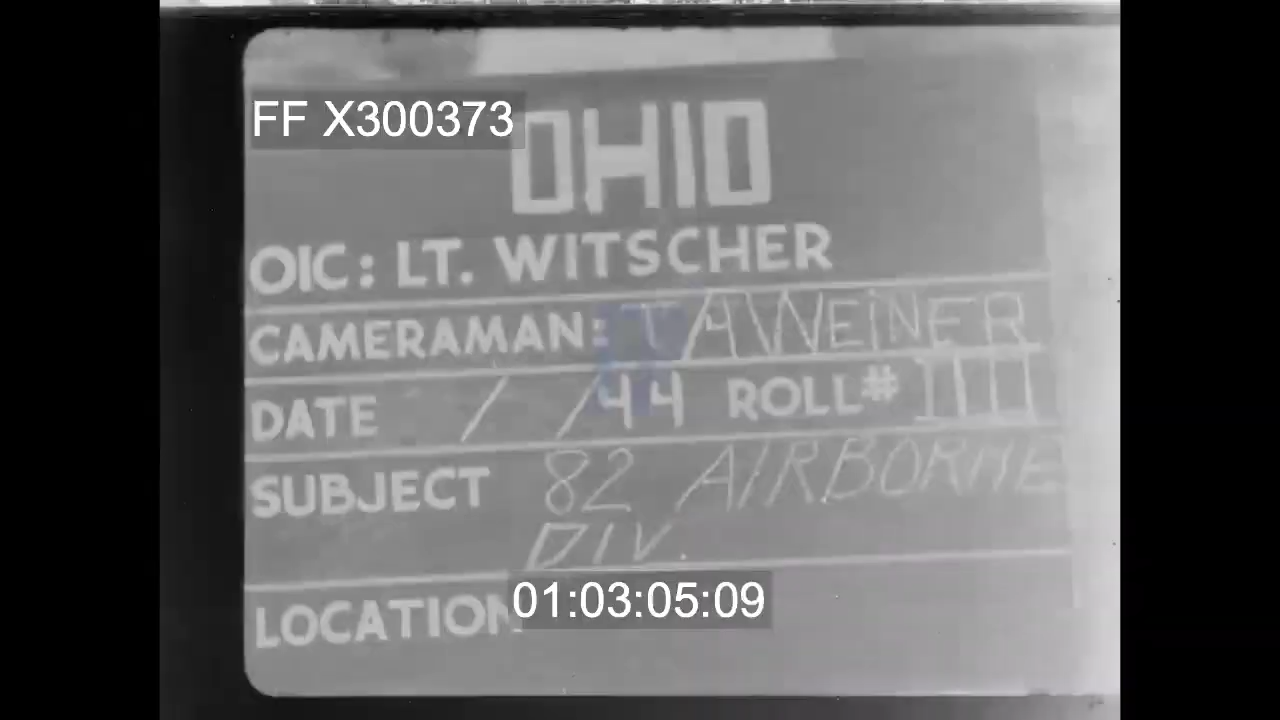 FF X300373
OHIO
OIC: LT. WITSCHER
CAMERAMAN: T/4 WEINER
DATE / /44 ROLL# III
SUBJECT 82 AIRBORNE
DIV.
LOCATION
01:03:05:09